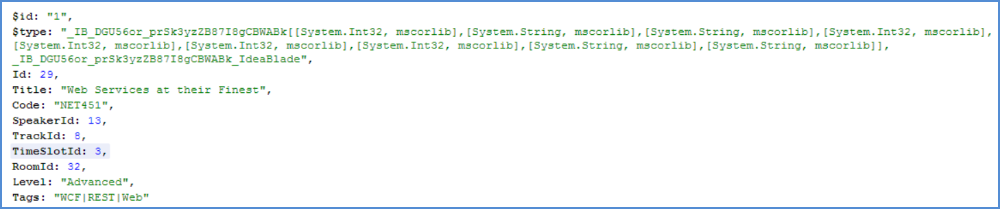 $id: "1",
$type: "_IB_DGU56or_prSk3yzZB87I8gCBWABk[[System.Int32, mscorlib],[System.String, mscorlib],[System.String, mscorlib],[System.Int32, mscorlib],
[System.Int32, mscorlib],[System.Int32, mscorlib],[System.Int32, mscorlib],[System.String, mscorlib],[System.String, mscorlib]],
_IB_DGU56or_prSk3yzZB87I8gCBWABk_IdeaBlade",
Id: 29,
Title: "Web Services at their Finest",
Code: "NET451",
SpeakerId: 13,
TrackId: 8,
TimeSlotId: 3,
RoomId: 32,
Level: "Advanced",
Tags: "WCF|REST|Web"